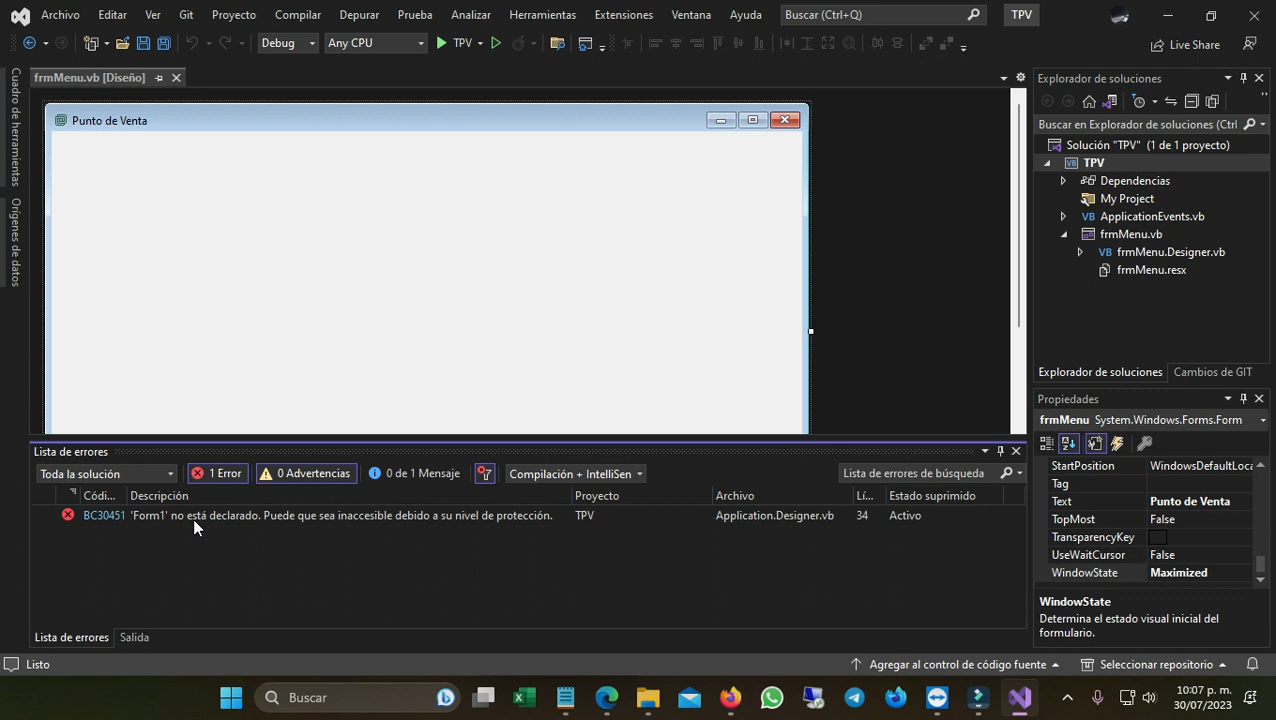 Archivo Editar Ver Git Proyecto Compilar Depurar Prueba Analizar Herramientas Extensiones Ventana Ayuda Buscar (Ctrl+Q) TPV
Debug Any CPU TPV Live Share
frmMenu.vb [Diseño]
Cuadro de herramientas
Orígenes de datos
Punto de Venta
Explorador de soluciones
Buscar en Explorador de soluciones (Ctrl
Solución "TPV" (1 de 1 proyecto)
TPV
Dependencias
My Project
ApplicationEvents.vb
frmMenu.vb
frmMenu.Designer.vb
frmMenu.resx
Explorador de soluciones Cambios de GIT
Propiedades
frmMenu System.Windows.Forms.Form
StartPosition WindowsDefaultLoca
Tag
Text Punto de Venta
TopMost False
TransparencyKey
UseWaitCursor False
WindowState Maximized
WindowState
Determina el estado visual inicial del
formulario.
Lista de errores
Toda la solución 1 Error 0 Advertencias 0 de 1 Mensaje Compilación + IntelliSen Lista de errores de búsqueda
Códi... Descripción Proyecto Archivo Lí... Estado suprimido
BC30451 'Form1' no está declarado. Puede que sea inaccesible debido a su nivel de protección. TPV Application.Designer.vb 34 Activo
Lista de errores Salida
Listo Agregar al control de código fuente Seleccionar repositorio
Buscar
10:07 p. m.
30/07/2023